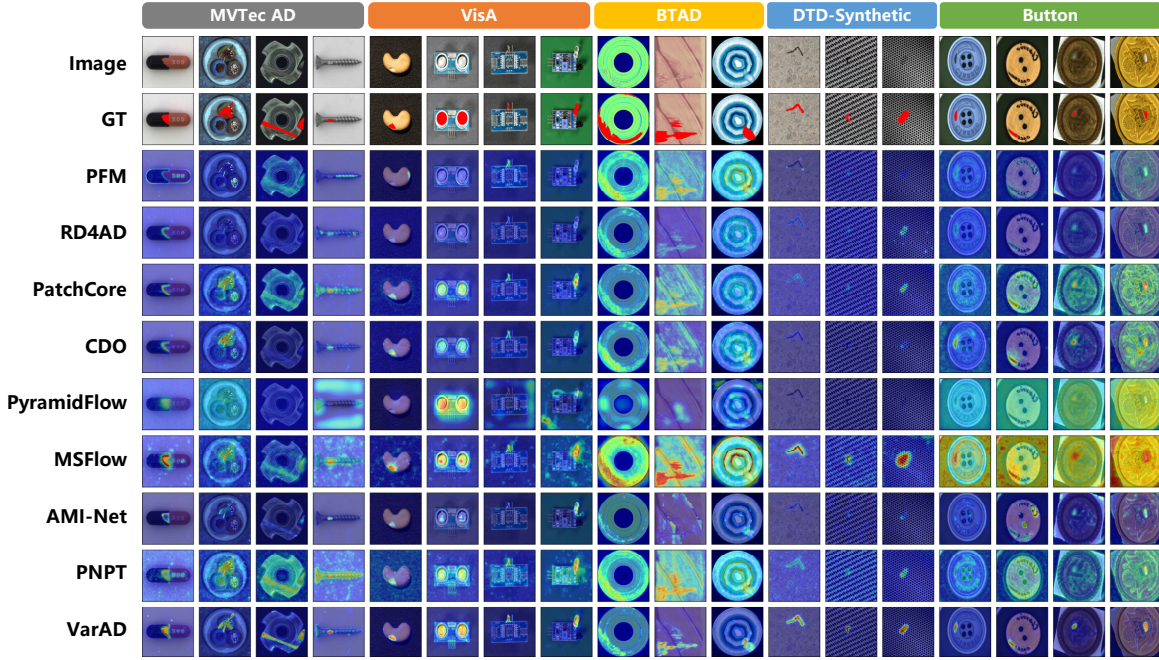 MVTec AD VisA BTAD DTD-Synthetic Button
Image
GT
PFM
RD4AD
PatchCore
CDO
PyramidFlow
MSFlow
AMI-Net
PNPT
VarAD